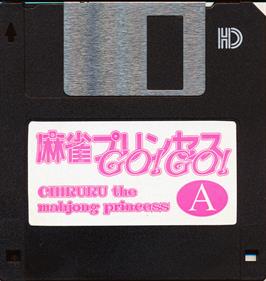 HD
麻雀プリンセス
GO!GO!
CHIRURU the
mahjong princess
A